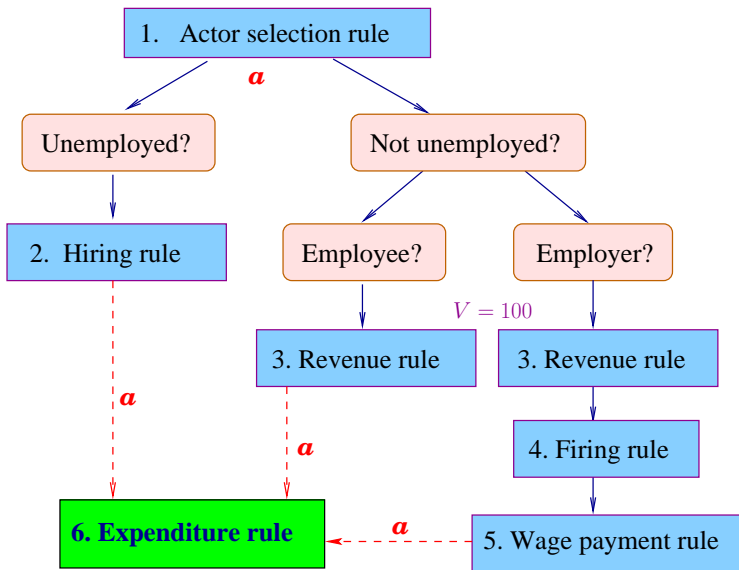 1. Actor selection rule
a
Unemployed?
Not unemployed?
2. Hiring rule
Employee?
Employer?
V = 100
3. Revenue rule
3. Revenue rule
a
a
4. Firing rule
6. Expenditure rule
a
5. Wage payment rule